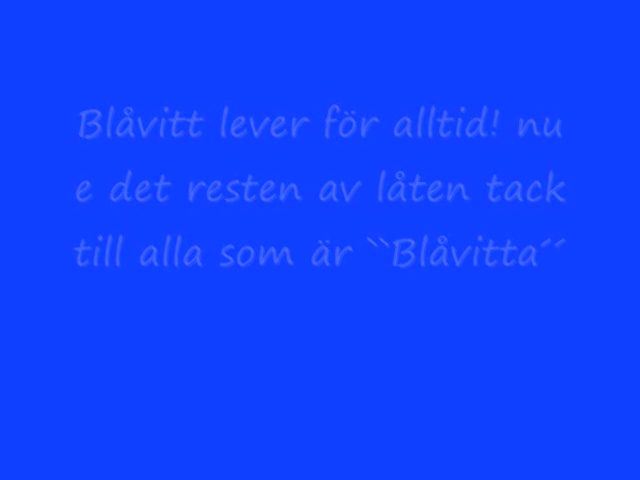 Blåvitt lever för alltid! nu
e det resten av låten tack
till alla som är ``Blåvitta´´